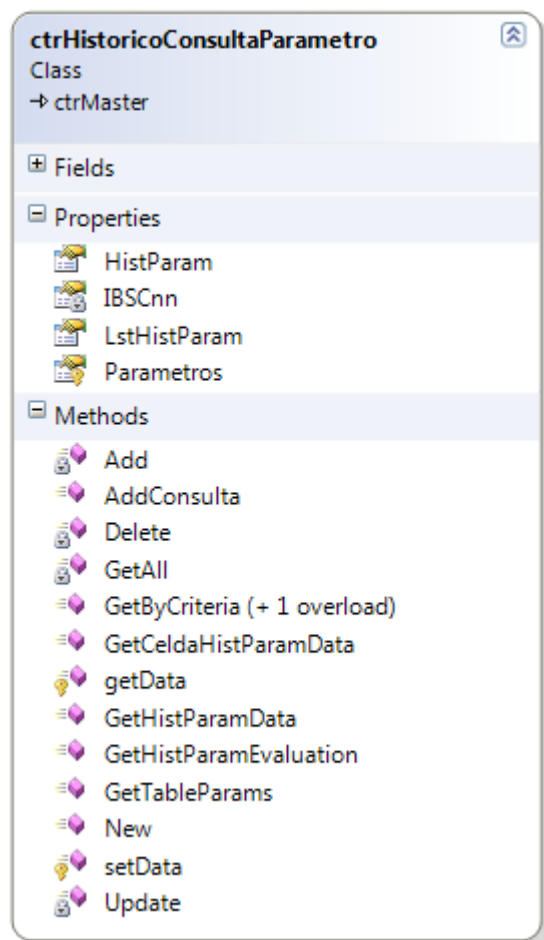 ctrHistoricoConsultaParametro
Class
ctrMaster
Fields
Properties
HistParam
IBSCnn
LstHistParam
Parametros
Methods
Add
AddConsulta
Delete
GetAll
GetByCriteria (+ 1 overload)
GetCeldaHistParamData
getData
GetHistParamData
GetHistParamEvaluation
GetTableParams
New
setData
Update